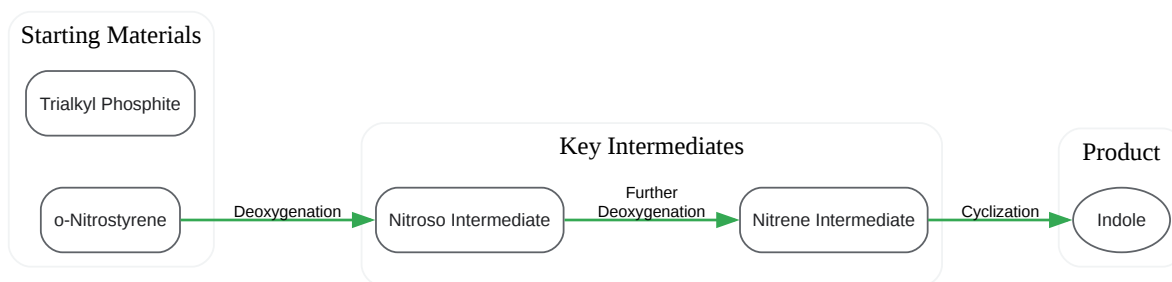 Starting Materials
Trialkyl Phosphite
o-Nitrostyrene
Deoxygenation
Key Intermediates
Nitroso Intermediate
Further
Deoxygenation
Nitrene Intermediate
Cyclization
Product
Indole